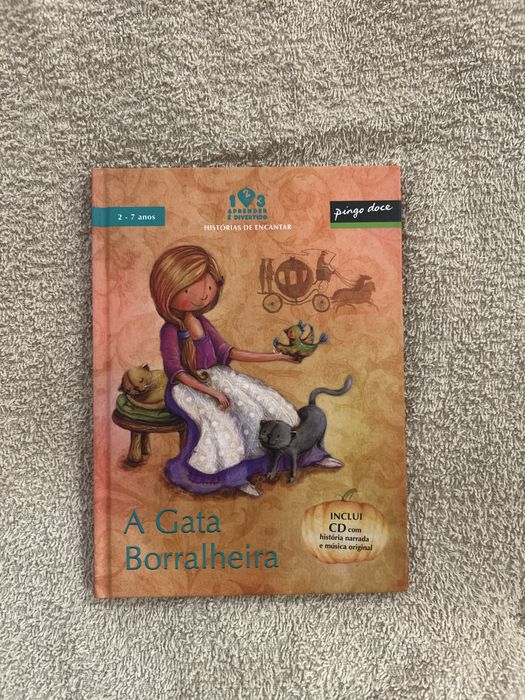 2 - 7 anos
1 2 3
APRENDER
É DIVERTIDO
HISTÓRIAS DE ENCANTAR
pingo doce
A Gata
Borralheira
INCLUI
CD com
história narrada
e música original